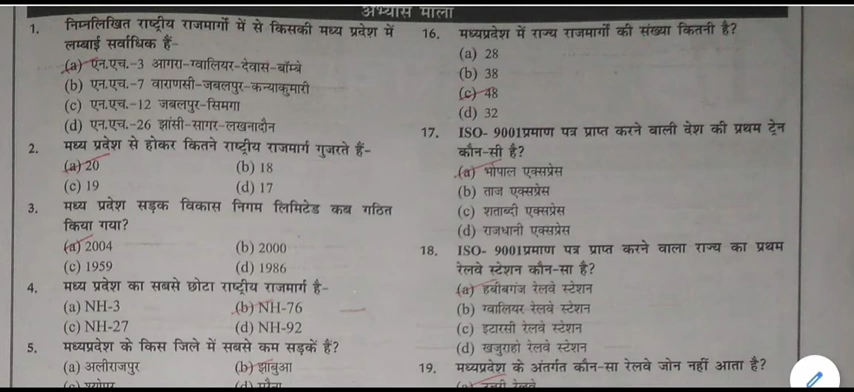 अभ्यास माला
1. निम्नलिखित राष्ट्रीय राजमार्गों में से किसकी मध्य प्रदेश में
लम्बाई सर्वाधिक हैं-
(a) एन.एच.-3 आगरा-ग्वालियर-देवास-बॉम्बे
(b) एन.एच.-7 वाराणसी-जबलपुर-कन्याकुमारी
(c) एन.एच.-12 जबलपुर-सिमगा
(d) एन.एच.-26 झांसी-सागर-लखनादौन
2. मध्य प्रदेश से होकर कितने राष्ट्रीय राजमार्ग गुजरते हैं-
(a) 20 (b) 18
(c) 19 (d) 17
3. मध्य प्रदेश सड़क विकास निगम लिमिटेड कब गठित
किया गया?
(a) 2004 (b) 2000
(c) 1959 (d) 1986
4. मध्य प्रदेश का सबसे छोटा राष्ट्रीय राजमार्ग है-
(a) NH-3 (b) NH-76
(c) NH-27 (d) NH-92
5. मध्यप्रदेश के किस जिले में सबसे कम सड़कें हैं?
(a) अलीराजपुर (b) झाबुआ
16. मध्यप्रदेश में राज्य राजमार्गों की संख्या कितनी है?
(a) 28
(b) 38
(c) 48
(d) 32
17. ISO- 9001प्रमाण पत्र प्राप्त करने वाली देश की प्रथम ट्रेन
कौन-सी है?
(a) भोपाल एक्सप्रेस
(b) ताज एक्सप्रेस
(c) शताब्दी एक्सप्रेस
(d) राजधानी एक्सप्रेस
18. ISO- 9001प्रमाण पत्र प्राप्त करने वाला राज्य का प्रथम
रेलवे स्टेशन कौन-सा है?
(a) हबीबगंज रेलवे स्टेशन
(b) ग्वालियर रेलवे स्टेशन
(c) इटारसी रेलवे स्टेशन
(d) खजुराहो रेलवे स्टेशन
19. मध्यप्रदेश के अंतर्गत कौन-सा रेलवे जोन नहीं आता है?